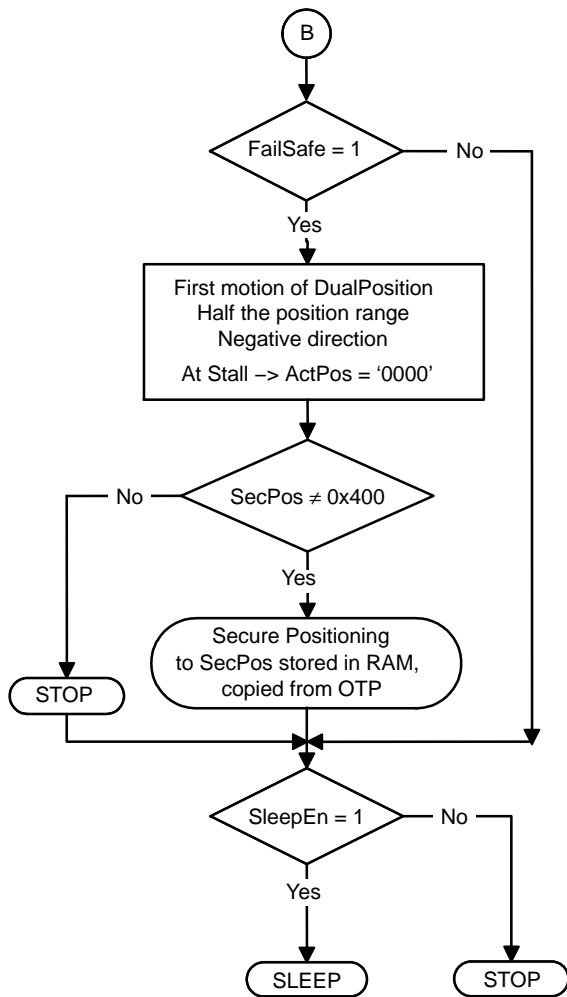 B
FailSafe = 1
No
Yes
First motion of DualPosition
Half the position range
Negative direction
At Stall −> ActPos = ‘0000’
No
SecPos ≠ 0x400
Yes
Secure Positioning
to SecPos stored in RAM,
copied from OTP
STOP
SleepEn = 1
No
Yes
SLEEP
STOP